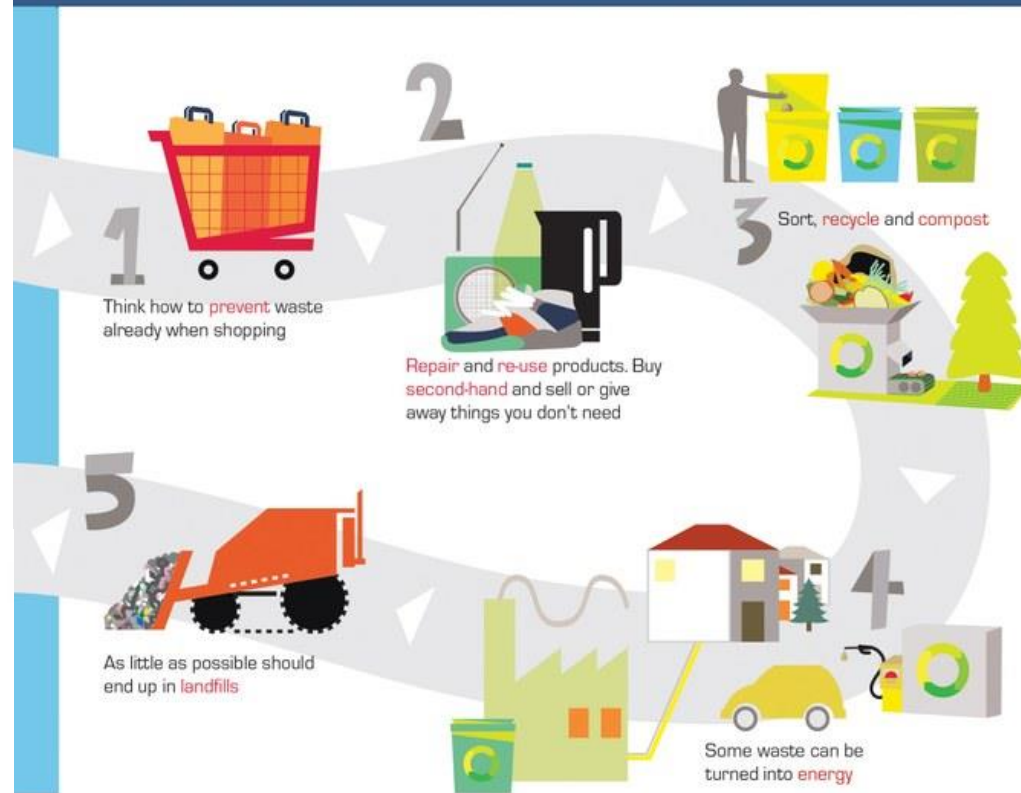 1
Think how to prevent waste
already when shopping
2
Repair and re-use products. Buy
second-hand and sell or give
away things you don't need
3
Sort, recycle and compost
4
Some waste can be
turned into energy
5
As little as possible should
end up in landfills